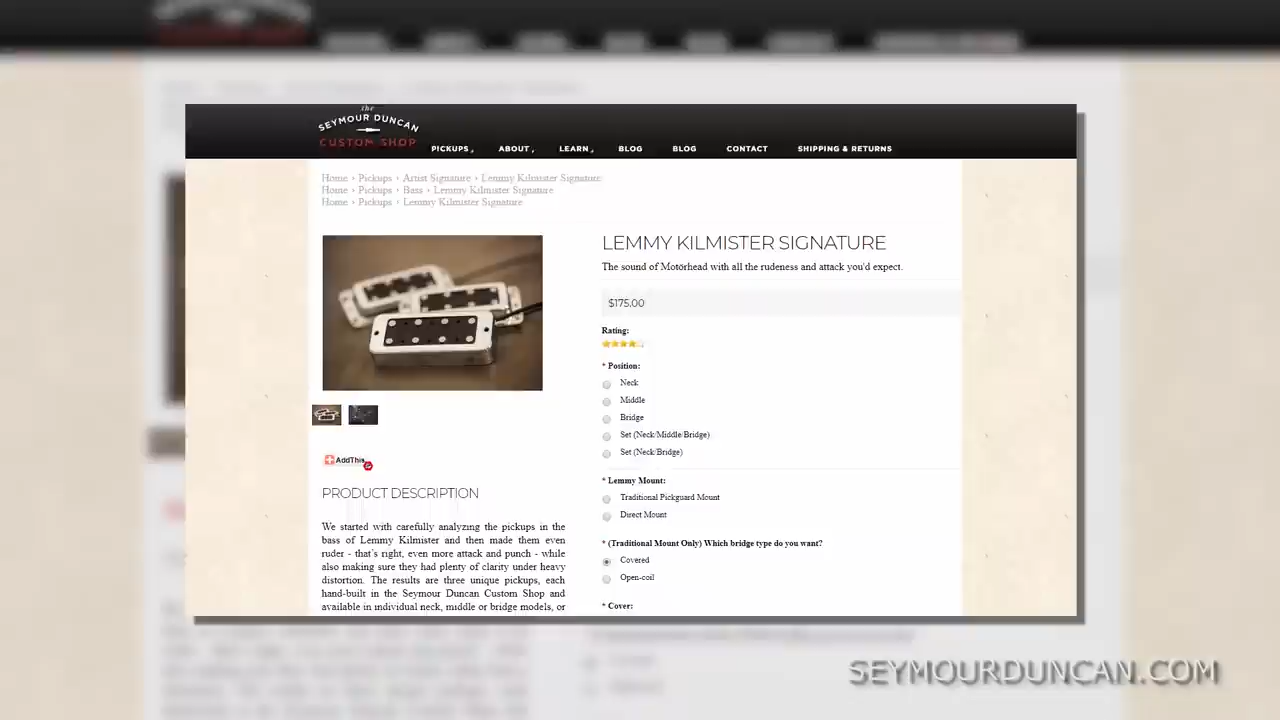 the
SEYMOUR DUNCAN
CUSTOM SHOP
PICKUPS ABOUT LEARN BLOG BLOG CONTACT SHIPPING & RETURNS
Home › Pickups › Artist Signature › Lemmy Kilmister Signature
Home › Pickups › Bass › Lemmy Kilmister Signature
Home › Pickups › Lemmy Kilmister Signature
LEMMY KILMISTER SIGNATURE
The sound of Motörhead with all the rudeness and attack you'd expect.
$175.00
Rating:
* Position:
Neck
Middle
Bridge
Set (Neck/Middle/Bridge)
Set (Neck/Bridge)
* Lemmy Mount:
Traditional Pickguard Mount
Direct Mount
* (Traditional Mount Only) Which bridge type do you want?
Covered
Open-coil
* Cover:
AddThis
PRODUCT DESCRIPTION
We started with carefully analyzing the pickups in the
bass of Lemmy Kilmister and then made them even
ruder - that's right, even more attack and punch - while
also making sure they had plenty of clarity under heavy
distortion. The results are three unique pickups, each
hand-built in the Seymour Duncan Custom Shop and
available in individual neck, middle or bridge models, or
SEYMOURDUNCAN.COM